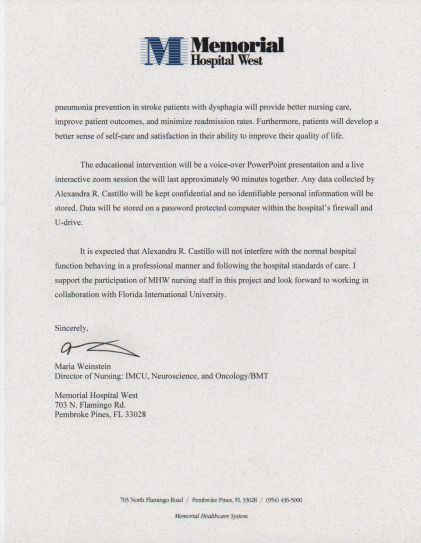 Memorial
Hospital West
pneumonia prevention in stroke patients with dysphagia will provide better nursing care,
improve patient outcomes, and minimize readmission rates. Furthermore, patients will develop a
better sense of self-care and satisfaction in their ability to improve their quality of life.
The educational intervention will be a voice-over PowerPoint presentation and a live
interactive zoom session the will last approximately 90 minutes together. Any data collected by
Alexandra R. Castillo will be kept confidential and no identifiable personal information will be
stored. Data will be stored on a password protected computer within the hospital's firewall and
U-drive.
It is expected that Alexandra R. Castillo will not interfere with the normal hospital
function behaving in a professional manner and following the hospital standards of care. I
support the participation of MHW nursing staff in this project and look forward to working in
collaboration with Florida International University.
Sincerely,
Maria Weinstein
Director of Nursing: IMCU, Neuroscience, and Oncology/BMT
Memorial Hospital West
703 N. Flamingo Rd.
Pembroke Pines, FL 33028
703 North Flamingo Road / Pembroke Pines, FL 33028 / (954) 436-5000
Memorial Healthcare System